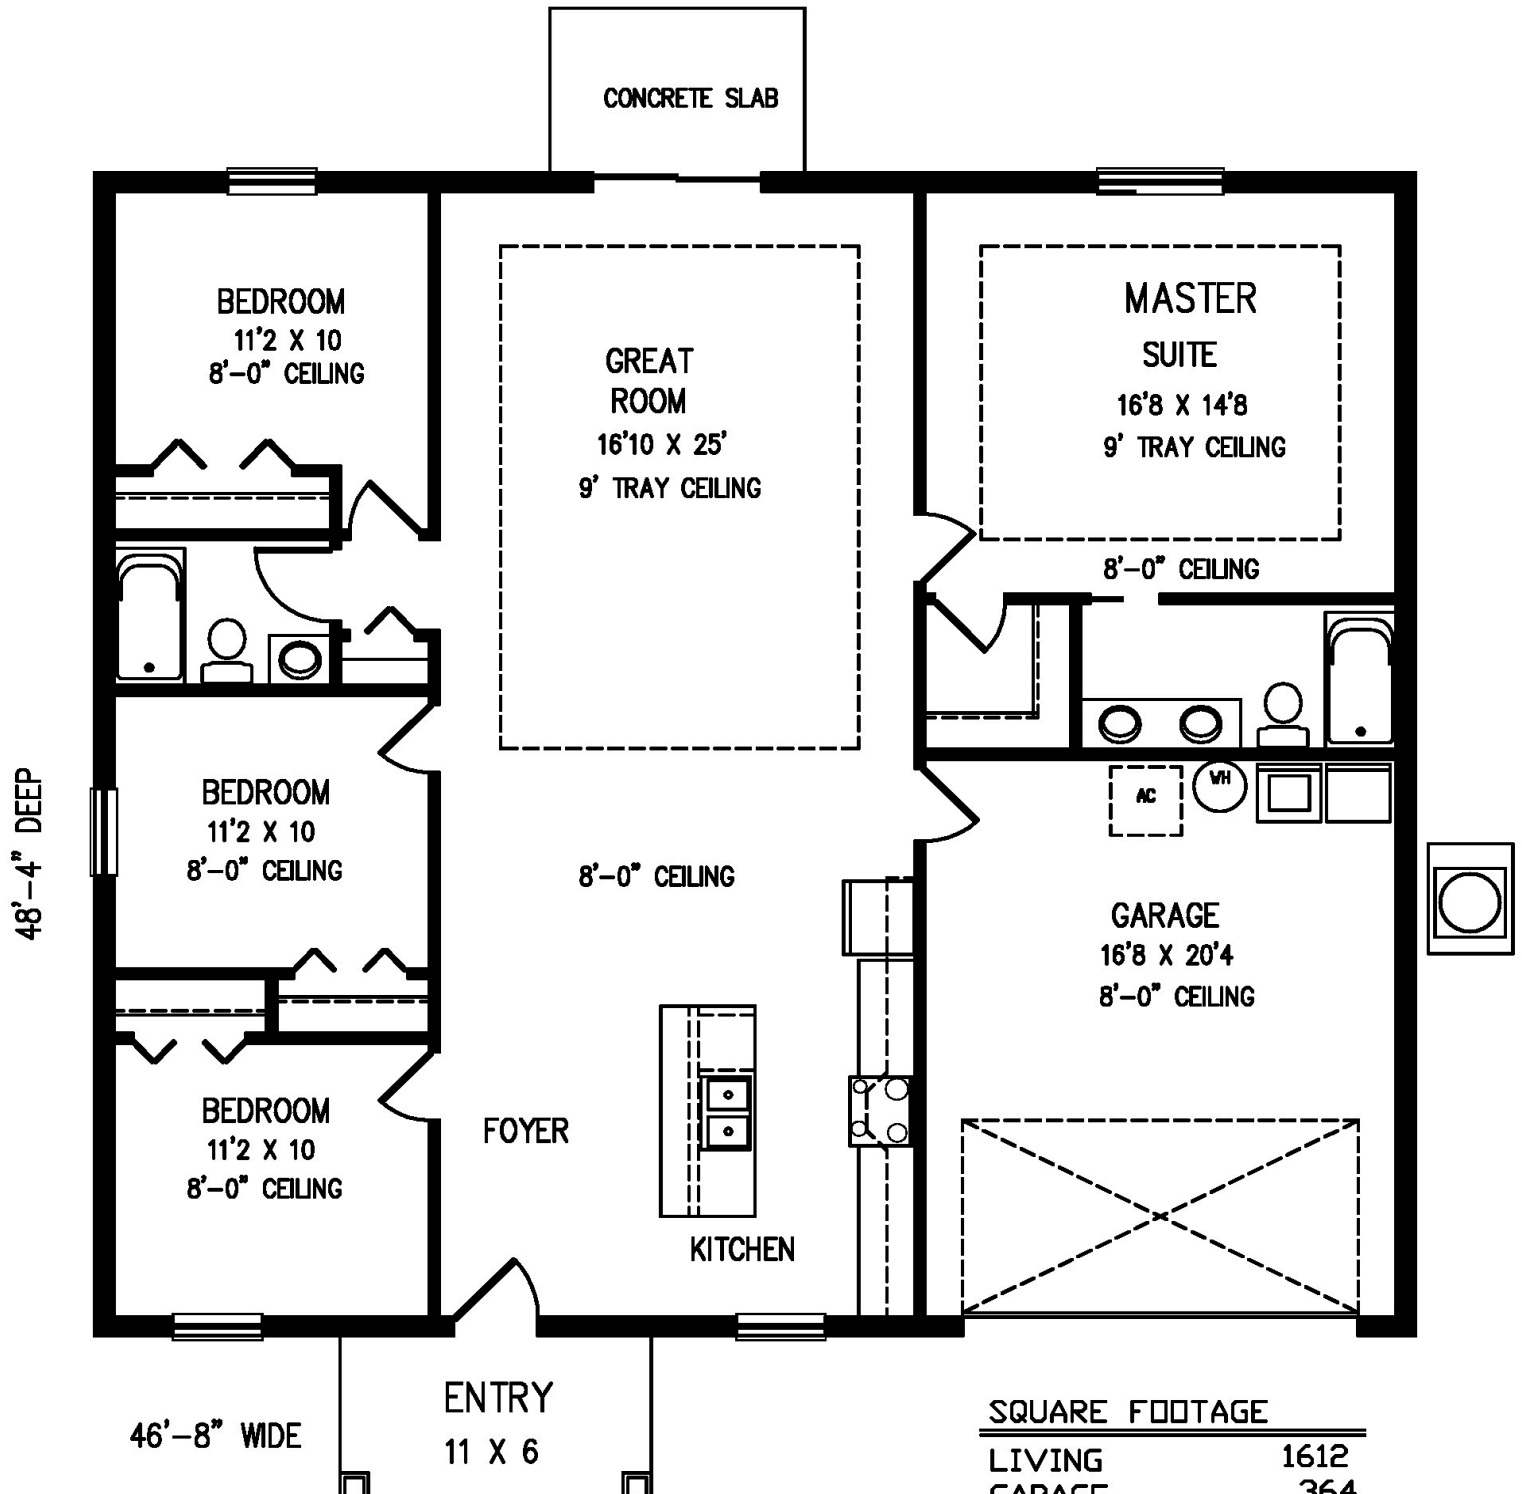 CONCRETE SLAB
BEDROOM
11'2 X 10
8'-0" CEILING
GREAT
ROOM
16'10 X 25'
9' TRAY CEILING
MASTER
SUITE
16'8 X 14'8
9' TRAY CEILING
8'-0" CEILING
48'-4" DEEP
BEDROOM
11'2 X 10
8'-0" CEILING
8'-0" CEILING
AC
WH
GARAGE
16'8 X 20'4
8'-0" CEILING
BEDROOM
11'2 X 10
8'-0" CEILING
FOYER
KITCHEN
46'-8" WIDE
ENTRY
11 X 6
SQUARE FOOTAGE
LIVING 1612
GARAGE 364